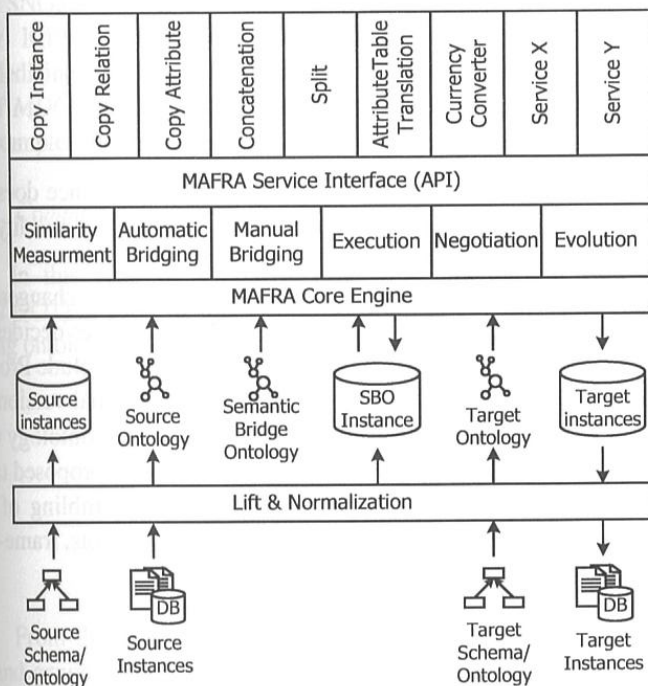 Copy Instance
Copy Relation
Copy Attribute
Concatenation
Split
AttributeTable
Translation
Currency
Converter
Service X
Service Y
MAFRA Service Interface (API)
Similarity
Measurment
Automatic
Bridging
Manual
Bridging
Execution
Negotiation
Evolution
MAFRA Core Engine
Source
instances
Source
Ontology
Semantic
Bridge
Ontology
SBO
Instance
Target
Ontology
Target
instances
Lift & Normalization
Source
Schema/
Ontology
DB
Source
Instances
Target
Schema/
Ontology
DB
Target
Instances